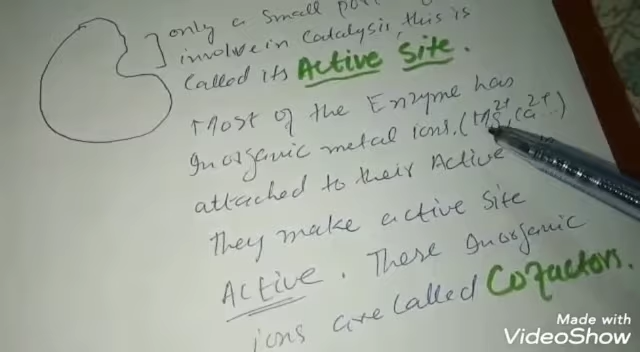 only a small
involve in Catalysis, this is
Called its Active Site.
Most of the Enzyme has
Inorganic metal ions. (Mg²⁺, Ca²⁺..)
attached to their Active
They make active site
Active. These Inorganic
ions are Called Cofactors.
Made with
VideoShow